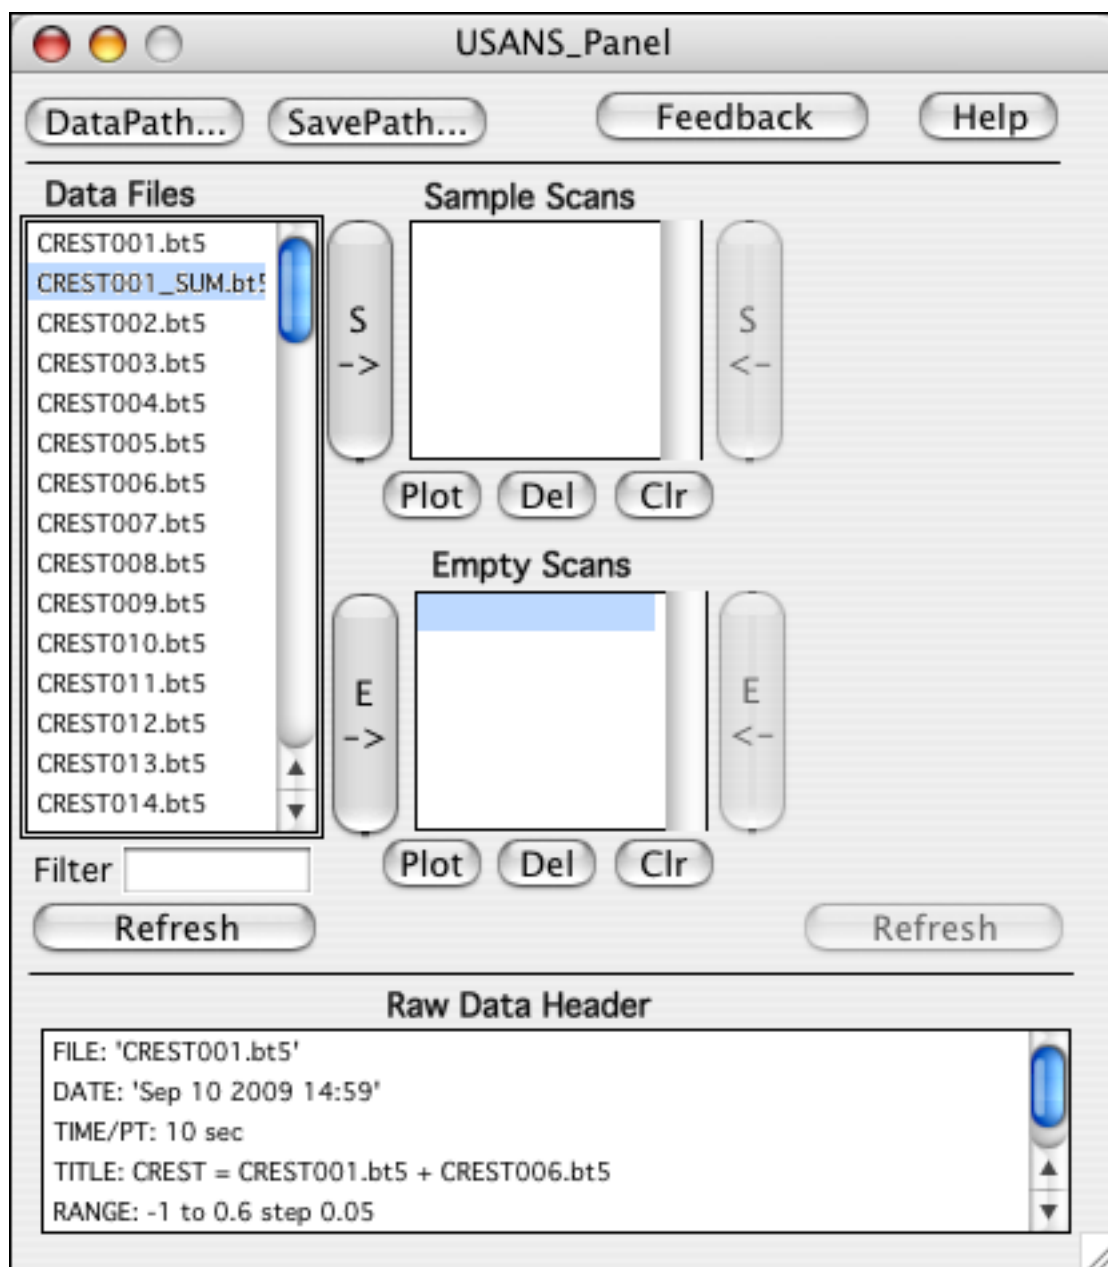 USANS_Panel
DataPath... SavePath... Feedback Help
Data Files
CREST001.bt5
CREST001_SUM.bt5
CREST002.bt5
CREST003.bt5
CREST004.bt5
CREST005.bt5
CREST006.bt5
CREST007.bt5
CREST008.bt5
CREST009.bt5
CREST010.bt5
CREST011.bt5
CREST012.bt5
CREST013.bt5
CREST014.bt5
Filter
Refresh
Sample Scans
S
->
S
<-
Plot Del Clr
Empty Scans
E
->
E
<-
Plot Del Clr
Refresh
Raw Data Header
FILE: 'CREST001.bt5'
DATE: 'Sep 10 2009 14:59'
TIME/PT: 10 sec
TITLE: CREST = CREST001.bt5 + CREST006.bt5
RANGE: -1 to 0.6 step 0.05